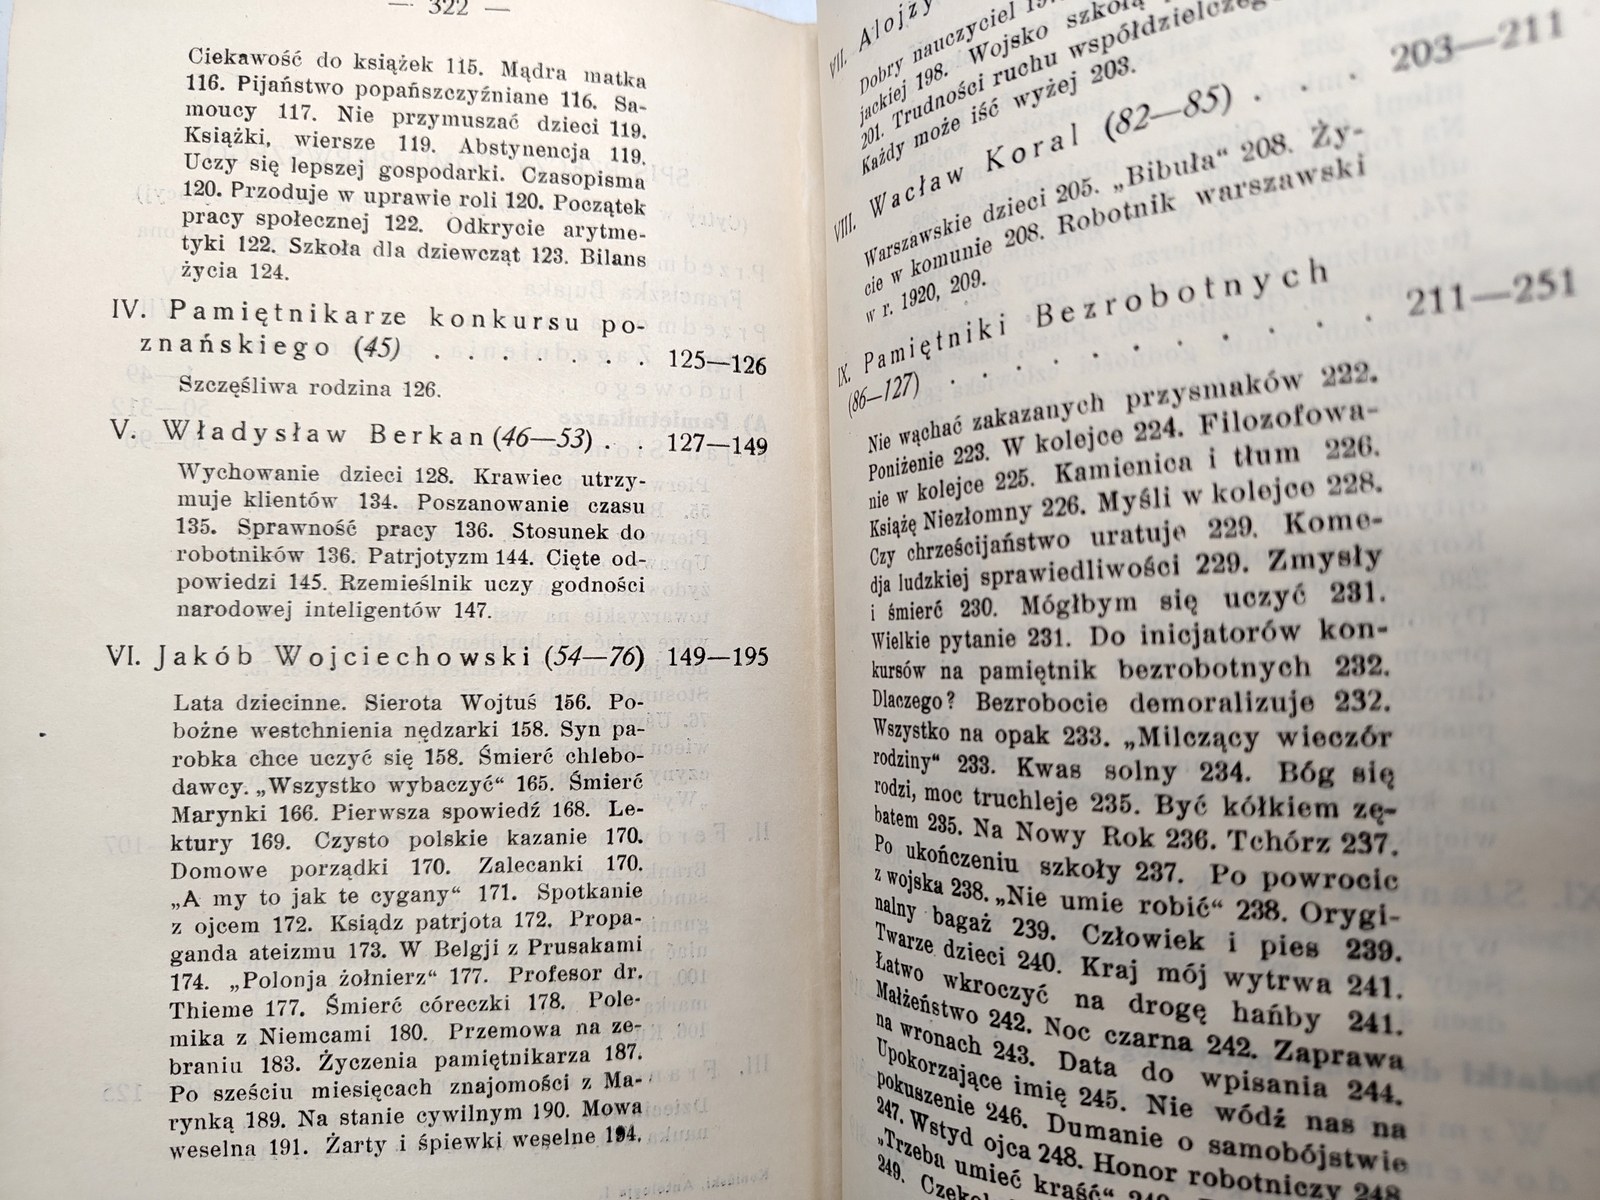 — 322 —
Ciekawość do książek 115. Mądra matka
116. Pijaństwo popańszczyźniane 116. Sa-
moucy 117. Nie przymuszać dzieci 119.
Książki, wiersze 119. Abstynencja 119.
Uczy się lepszej gospodarki. Czasopisma
120. Przoduje w uprawie roli 120. Początek
pracy społecznej 122. Odkrycie arytme-
tyki 122. Szkoła dla dziewcząt 123. Bilans
życia 124.
IV. Pamiętnikarze konkursu po-
znańskiego (45) . . . . . . . 125—126
Szczęśliwa rodzina 126.
V. Władysław Berkan (46—53) . . 127—149
Wychowanie dzieci 128. Krawiec utrzy-
muje klientów 134. Poszanowanie czasu
135. Sprawność pracy 136. Stosunek do
robotników 136. Patrjotyzm 144. Cięte od-
powiedzi 145. Rzemieślnik uczy godności
narodowej inteligentów 147.
VI. Jakób Wojciechowski (54—76) 149—195
Lata dziecinne. Sierota Wojtuś 156. Po-
bożne westchnienia nędzarki 158. Syn pa-
robka chce uczyć się 158. Śmierć chlebo-
dawcy. „Wszystko wybaczyć“ 165. Śmierć
Marynki 166. Pierwsza spowiedź 168. Le-
ktury 169. Czysto polskie kazanie 170.
Domowe porządki 170. Zalecanki 170.
„A my to jak te cygany“ 171. Spotkanie
z ojcem 172. Ksiądz patrjota 172. Propa-
ganda ateizmu 173. W Belgji z Prusakami
174. „Polonja żołnierz“ 177. Profesor dr.
Thieme 177. Śmierć córeczki 178. Pole-
mika z Niemcami 180. Przemowa na ze-
braniu 183. Życzenia pamiętnikarza 187.
Po sześciu miesięcach znajomości z Ma-
rynką 189. Na stanie cywilnym 190. Mowa
weselna 191. Żarty i śpiewki weselne 194.
VII. Alojzy
Dobry nauczyciel
jackiej 198. Wojsko szkołą
201. Trudności ruchu współdzielczego
Każdy może iść wyżej 203.
VIII. Wacław Koral (82—85) . . . 203—211
Warszawskie dzieci 205. „Bibuła“ 208. Ży-
cie w komunie 208. Robotnik warszawski
w r. 1920, 209.
IX. Pamiętniki Bezrobotnych
(86—127) . . . . . . . . . 211—251
Nie wąchać zakazanych przysmaków 222.
Poniżenie 223. W kolejce 224. Filozofowa-
nie w kolejce 225. Kamienica i tłum 226.
Książę Niezłomny 226. Myśli w kolejce 228.
Czy chrześcijaństwo uratuje 229. Kome-
dja ludzkiej sprawiedliwości 229. Zmysły
i śmierć 230. Mógłbym się uczyć 231.
Wielkie pytanie 231. Do inicjatorów kon-
kursów na pamiętnik bezrobotnych 232.
Dlaczego? Bezrobocie demoralizuje 232.
Wszystko na opak 233. „Milczący wieczór
rodziny“ 233. Kwas solny 234. Bóg się
rodzi, moc truchleje 235. Być kółkiem zę-
batem 235. Na Nowy Rok 236. Tchórz 237.
Po ukończeniu szkoły 237. Po powrocie
z wojska 238. „Nie umie robić“ 238. Orygi-
nalny bagaż 239. Człowiek i pies 239.
Twarze dzieci 240. Kraj mój wytrwa 241.
Łatwo wkroczyć na drogę hańby 241.
Małżeństwo 242. Noc czarna 242. Zaprawa
na wronach 243. Data do wpisania 244.
Upokorzające imię 245. Nie wódź nas na
pokuszenie 246. Dumanie o samobójstwie
247. Wstyd ojca 248. Honor robotniczy 248.
„Trzeba umieć kraść“
249.